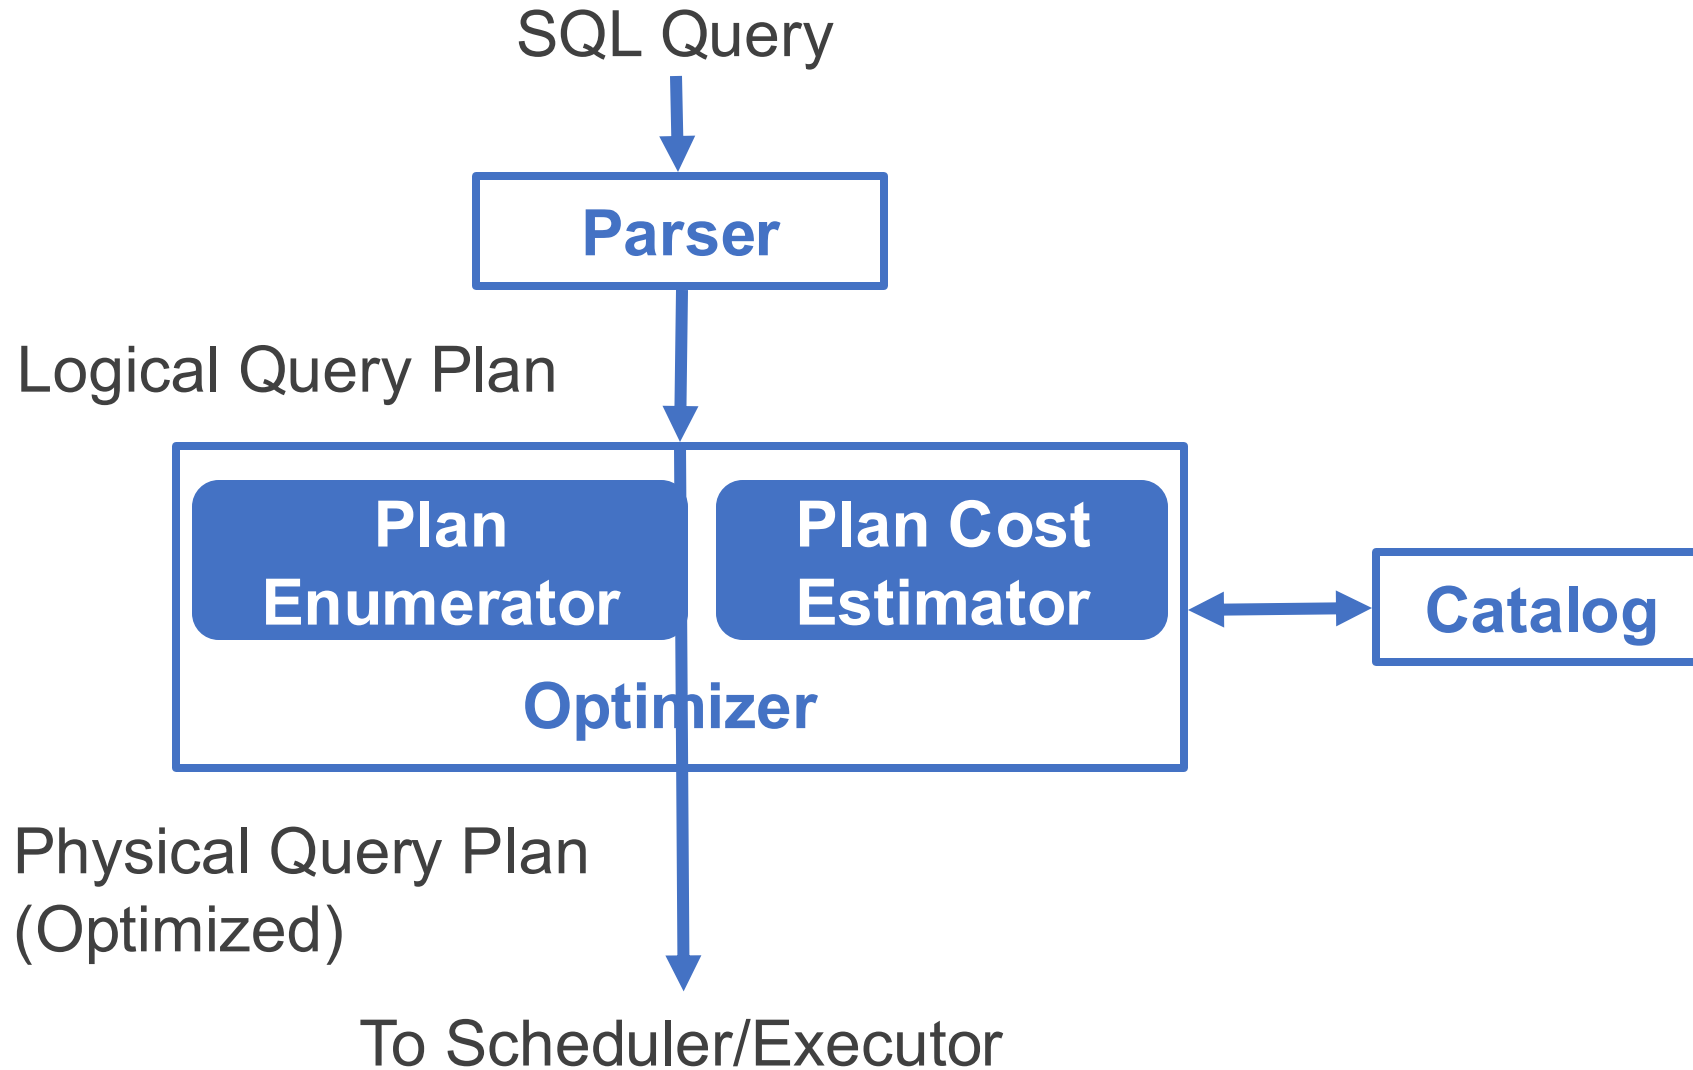 SQL Query
Parser
Logical Query Plan
Plan
Enumerator
Plan Cost
Estimator
Catalog
Optimizer
Physical Query Plan
(Optimized)
To Scheduler/Executor